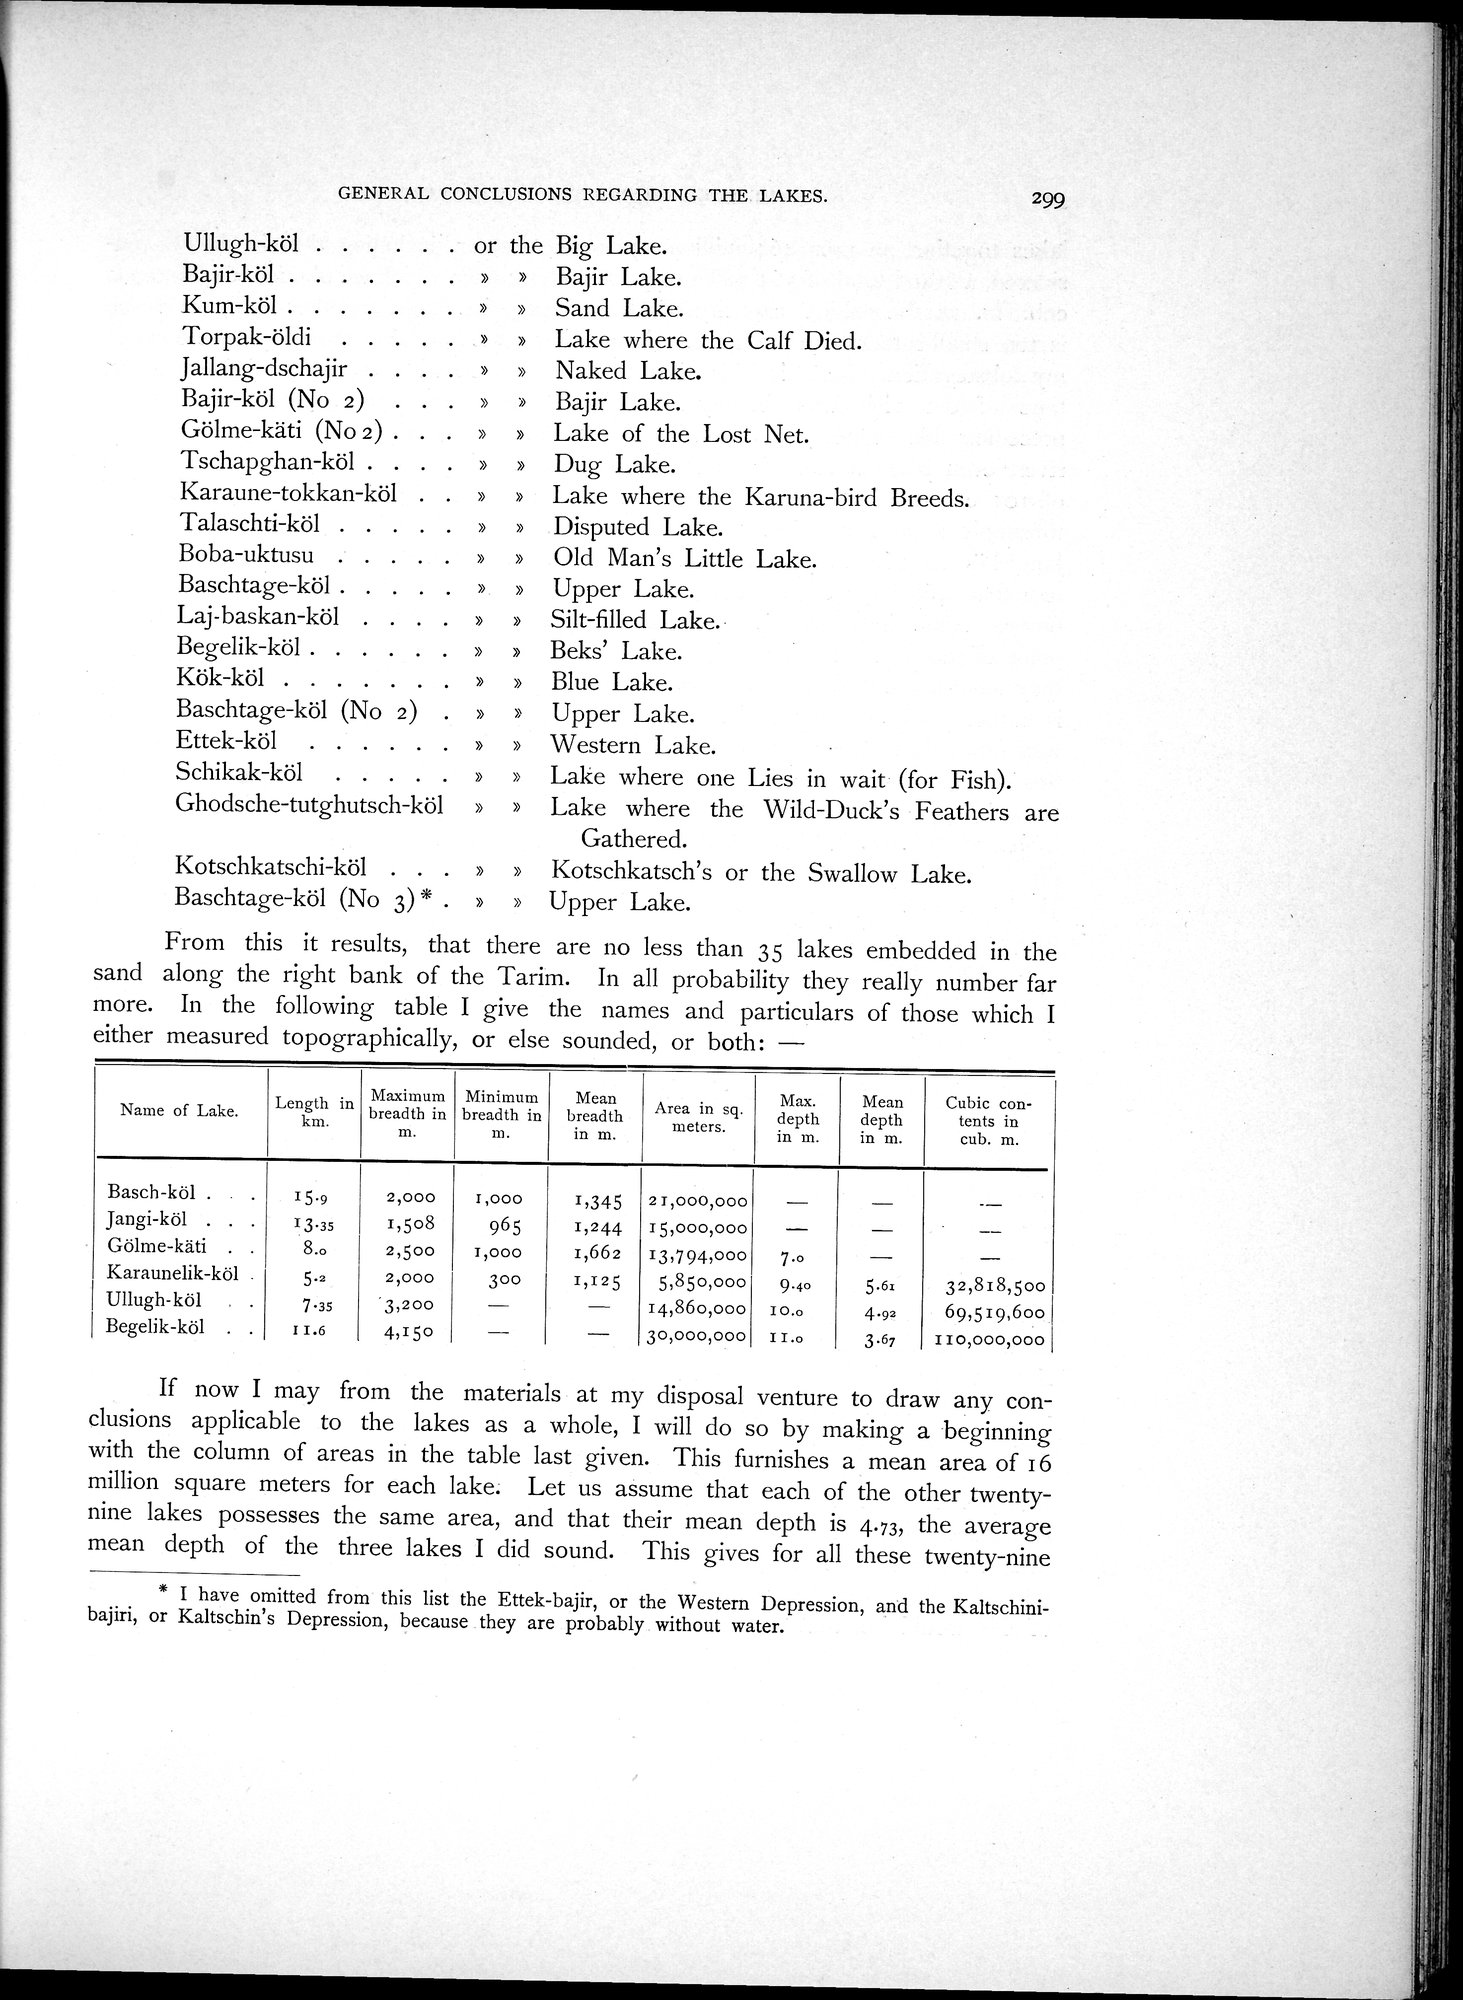 GENERAL CONCLUSIONS REGARDING THE LAKES. 299
Ullugh-köl . . . . . . or the Big Lake.
Bajir-köl . . . . . . . » » Bajir Lake.
Kum-köl . . . . . . . » » Sand Lake.
Torpak-öldi . . . . . » » Lake where the Calf Died.
Jallang-dschajir . . . . » » Naked Lake.
Bajir-köl (No 2) . . . » » Bajir Lake.
Gölme-käti (No 2) . . . » » Lake of the Lost Net.
Tschapghan-köl . . . . » » Dug Lake.
Karaune-tokkan-köl . . » » Lake where the Karuna-bird Breeds.
Talaschti-köl . . . . . » » Disputed Lake.
Boba-uktusu . . . . . » » Old Man's Little Lake.
Baschtage-köl . . . . . » » Upper Lake.
Laj-baskan-köl . . . . » » Silt-filled Lake.
Begelik-köl . . . . . . » » Beks' Lake.
Kök-köl . . . . . . . » » Blue Lake.
Baschtage-köl (No 2) . » » Upper Lake.
Ettek-köl . . . . . . » » Western Lake.
Schikak-köl . . . . . » » Lake where one Lies in wait (for Fish).
Ghodsche-tutghutsch-köl » » Lake where the Wild-Duck's Feathers are
Gathered.
Kotschkatschi-köl . . . » » Kotschkatsch's or the Swallow Lake.
Baschtage-köl (No 3)* . » » Upper Lake.
From this it results, that there are no less than 35 lakes embedded in the
sand along the right bank of the Tarim. In all probability they really number far
more. In the following table I give the names and particulars of those which I
either measured topographically, or else sounded, or both: —
Name of Lake. Length in km. Maximum breadth in m. Minimum breadth in m. Mean breadth in m. Area in sq. meters. Max. depth in m. Mean depth in m. Cubic con-tents in cub. m.
Basch-köl . . . 15.9 2,000 1,000 1,345 21,000,000 — — —
Jangi-köl . . . 13.35 1,508 965 1,244 15,000,000 — — —
Gölme-käti . . 8.0 2,500 1,000 1,662 13,794,000 7.0 — —
Karaunelik-köl . 5.2 2,000 300 1,125 5,850,000 9.40 5.61 32,818,500
Ullugh-köl . . 7.35 3,200 — — 14,860,000 10.0 4.92 69,519,600
Begelik-köl . . 11.6 4,150 — — 30,000,000 11.0 3.67 110,000,000
If now I may from the materials at my disposal venture to draw any con-
clusions applicable to the lakes as a whole, I will do so by making a beginning
with the column of areas in the table last given. This furnishes a mean area of 16
million square meters for each lake. Let us assume that each of the other twenty-
nine lakes possesses the same area, and that their mean depth is 4.73, the average
mean depth of the three lakes I did sound. This gives for all these twenty-nine
* I have omitted from this list the Ettek-bajir, or the Western Depression, and the Kaltschini-
bajiri, or Kaltschin's Depression, because they are probably without water.